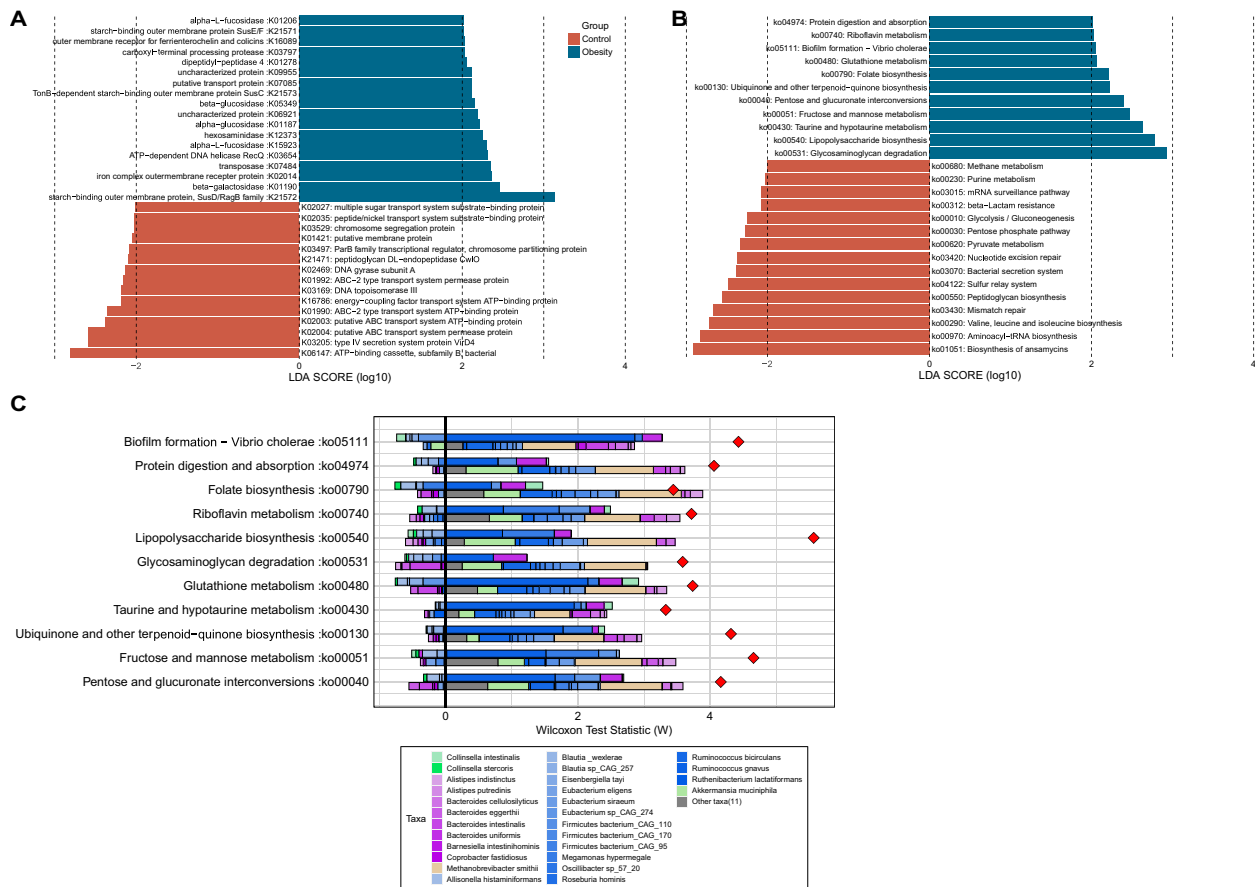 A
alpha−L−fucosidase :K01206
starch−binding outer membrane protein SusE/F :K21571
outer membrane receptor for ferrienterochelin and colicins :K16089
carboxyl−terminal processing protease :K03797
dipeptidyl−peptidase 4 :K01278
uncharacterized protein :K09955
putative transport protein :K07085
TonB−dependent starch−binding outer membrane protein SusC :K21573
beta−glucosidase :K05349
uncharacterized protein :K06921
alpha−glucosidase :K01187
hexosaminidase :K12373
alpha−L−fucosidase :K15923
ATP−dependent DNA helicase RecQ :K03654
transposase :K07484
iron complex outermembrane recepter protein :K02014
beta−galactosidase :K01190
starch−binding outer membrane protein, SusD/RagB family :K21572
K02027: multiple sugar transport system substrate−binding protein
K02035: peptide/nickel transport system substrate−binding protein
K03529: chromosome segregation protein
K01421: putative membrane protein
K03497: ParB family transcriptional regulator, chromosome partitioning protein
K21471: peptidoglycan DL−endopeptidase CwlO
K02469: DNA gyrase subunit A
K01992: ABC−2 type transport system permease protein
K03169: DNA topoisomerase III
K16786: energy−coupling factor transport system ATP−binding protein
K01990: ABC−2 type transport system ATP−binding protein
K02003: putative ABC transport system ATP−binding protein
K02004: putative ABC transport system permease protein
K03205: type IV secretion system protein VirD4
K06147: ATP−binding cassette, subfamily B, bacterial
−2 0 2 4
LDA SCORE (log10)
Group
Control
Obesity
B
ko04974: Protein digestion and absorption
ko00740: Riboflavin metabolism
ko05111: Biofilm formation − Vibrio cholerae
ko00480: Glutathione metabolism
ko00790: Folate biosynthesis
ko00130: Ubiquinone and other terpenoid−quinone biosynthesis
ko00040: Pentose and glucuronate interconversions
ko00051: Fructose and mannose metabolism
ko00430: Taurine and hypotaurine metabolism
ko00540: Lipopolysaccharide biosynthesis
ko00531: Glycosaminoglycan degradation
ko00680: Methane metabolism
ko00230: Purine metabolism
ko03015: mRNA surveillance pathway
ko00312: beta−Lactam resistance
ko00010: Glycolysis / Gluconeogenesis
ko00030: Pentose phosphate pathway
ko00620: Pyruvate metabolism
ko03420: Nucleotide excision repair
ko03070: Bacterial secretion system
ko04122: Sulfur relay system
ko00550: Peptidoglycan biosynthesis
ko03430: Mismatch repair
ko00290: Valine, leucine and isoleucine biosynthesis
ko00970: Aminoacyl−tRNA biosynthesis
ko01051: Biosynthesis of ansamycins
−2 0 2 4
LDA SCORE (log10)
C
Biofilm formation − Vibrio cholerae :ko05111
Protein digestion and absorption :ko04974
Folate biosynthesis :ko00790
Riboflavin metabolism :ko00740
Lipopolysaccharide biosynthesis :ko00540
Glycosaminoglycan degradation :ko00531
Glutathione metabolism :ko00480
Taurine and hypotaurine metabolism :ko00430
Ubiquinone and other terpenoid−quinone biosynthesis :ko00130
Fructose and mannose metabolism :ko00051
Pentose and glucuronate interconversions :ko00040
0 2 4
Wilcoxon Test Statistic (W)
Taxa
Collinsella intestinalis
Collinsella stercoris
Alistipes indistinctus
Alistipes putredinis
Bacteroides cellulosilyticus
Bacteroides eggerthii
Bacteroides intestinalis
Bacteroides uniformis
Barnesiella intestinihominis
Coprobacter fastidiosus
Methanobrevibacter smithii
Allisonella histaminiformans
Blautia _wexlerae
Blautia sp_CAG_257
Eisenbergiella tayi
Eubacterium eligens
Eubacterium siraeum
Eubacterium sp_CAG_274
Firmicutes bacterium_CAG_110
Firmicutes bacterium_CAG_170
Firmicutes bacterium_CAG_95
Megamonas hypermegale
Oscillibacter sp_57_20
Roseburia hominis
Ruminococcus bicirculans
Ruminococcus gnavus
Ruthenibacterium lactatiformans
Akkermansia muciniphila
Other taxa(11)